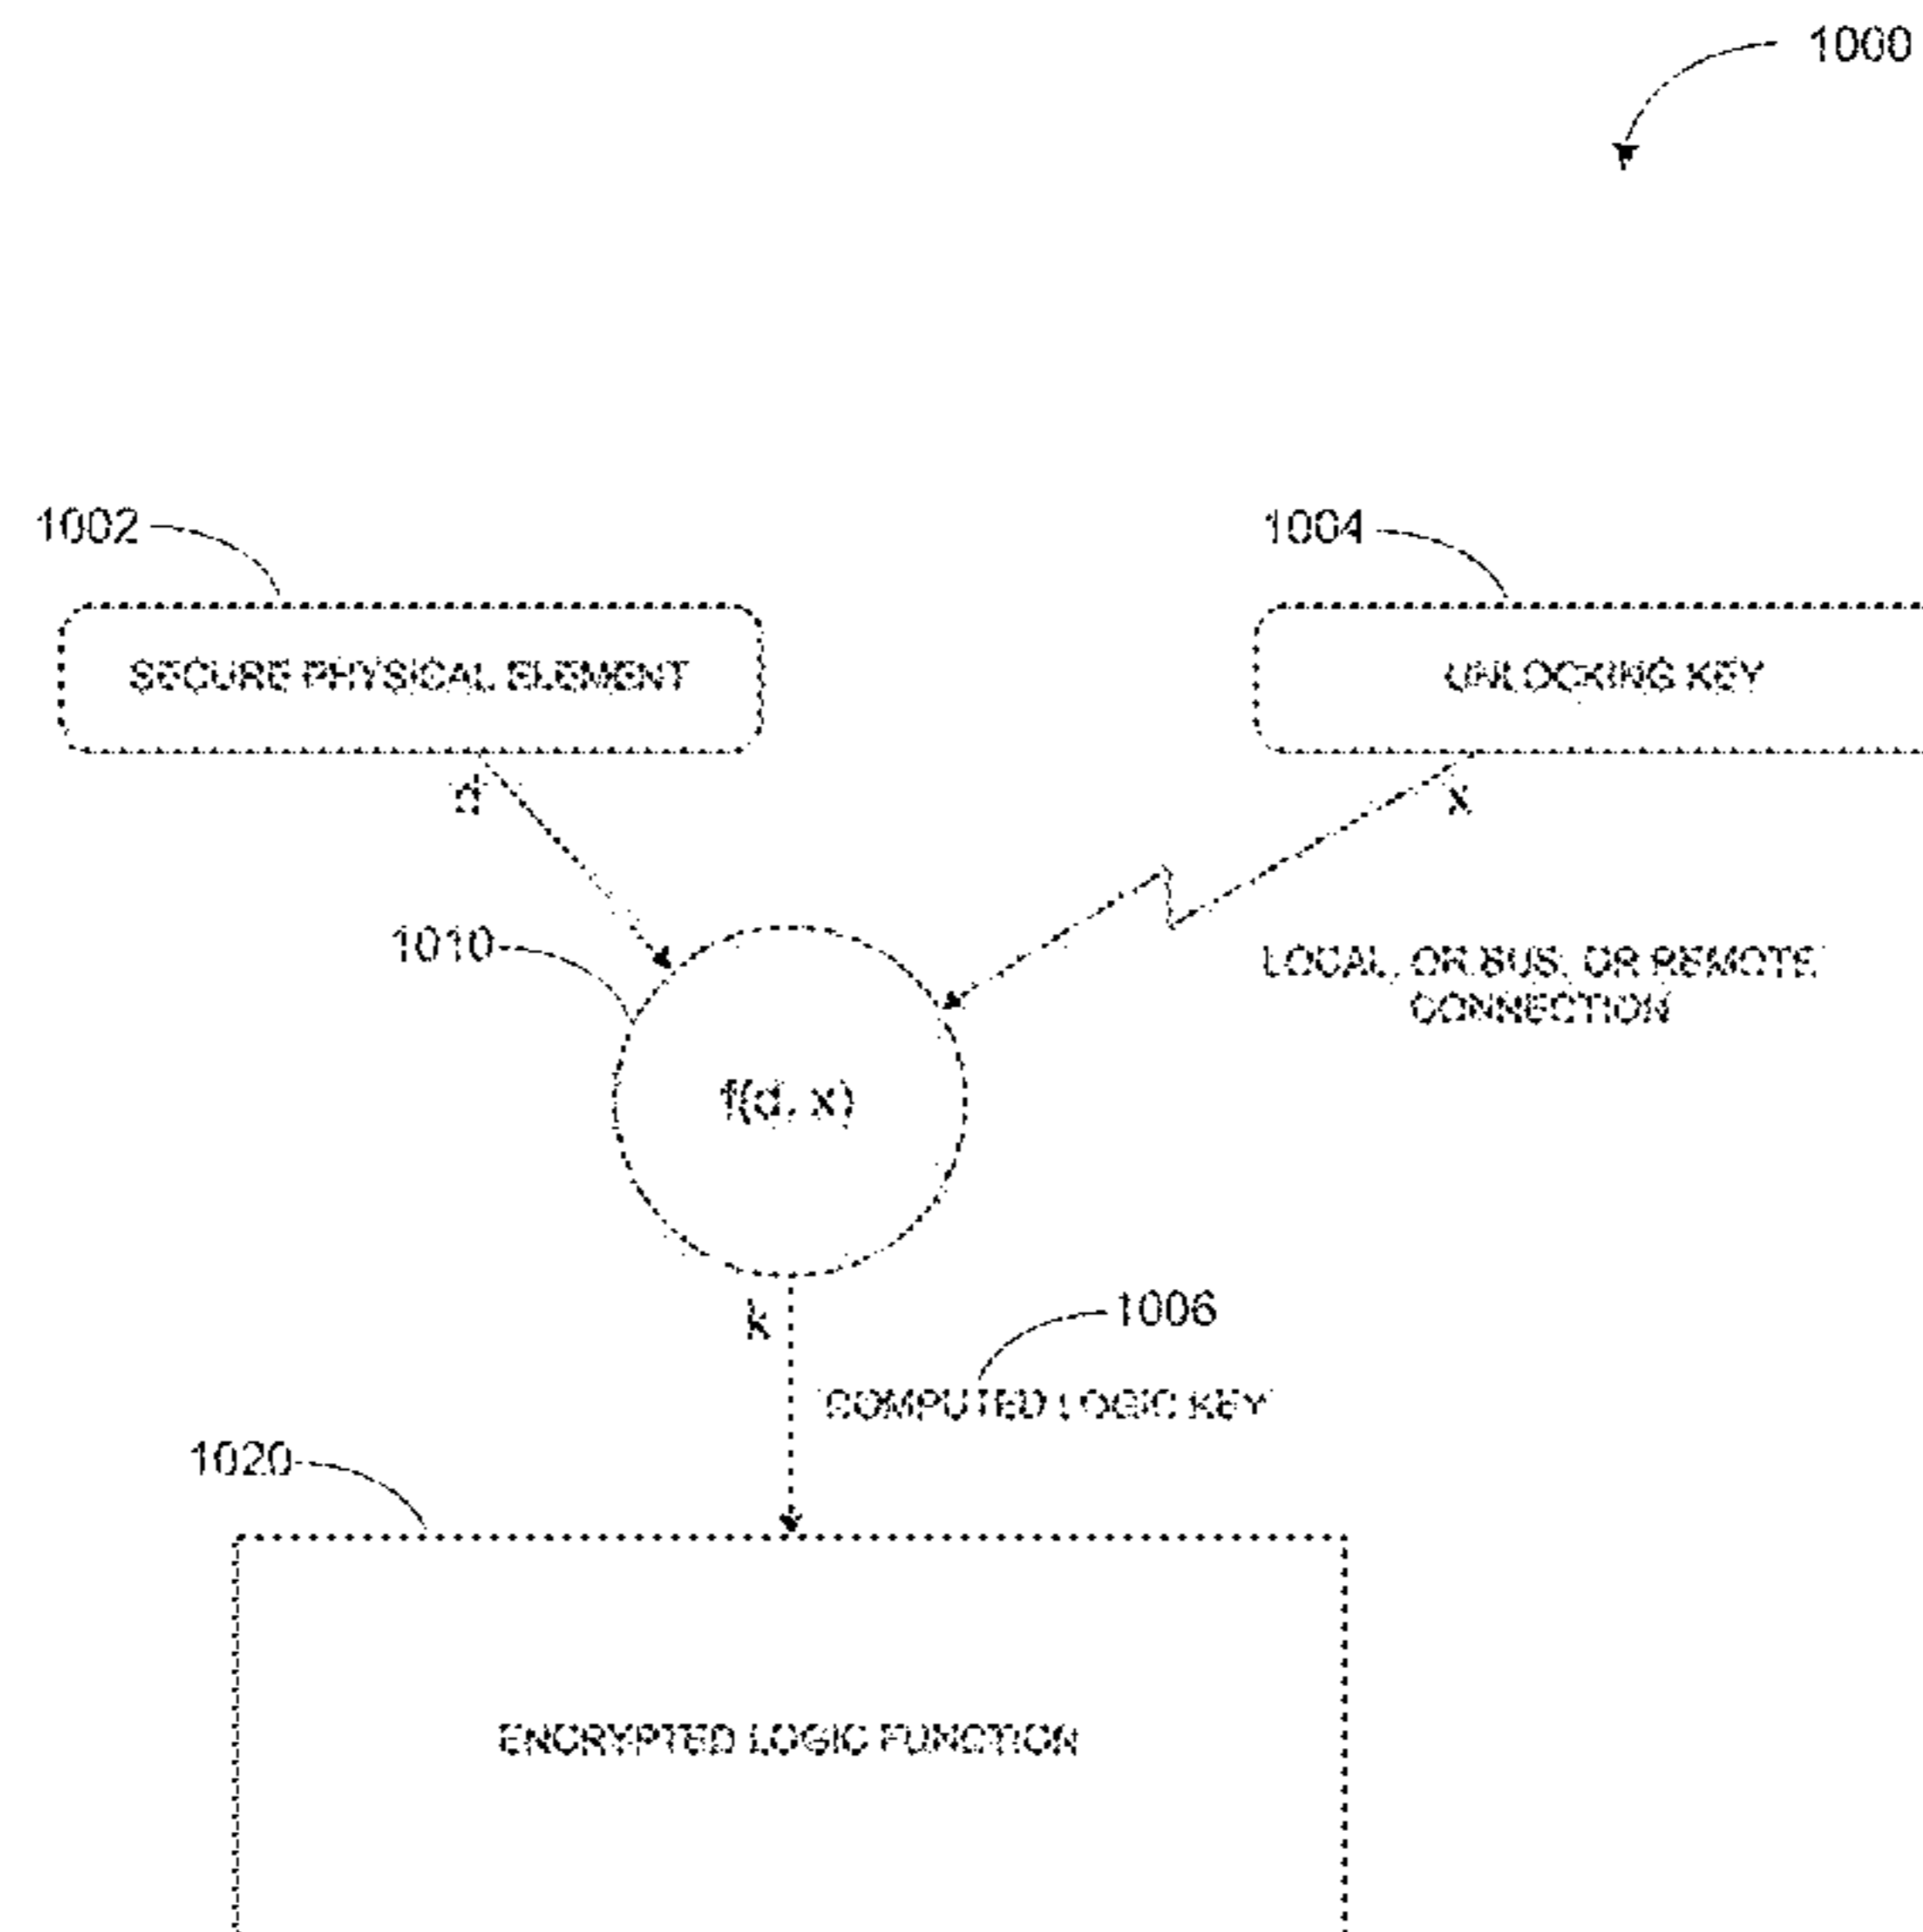 1000
1002
1004
SECURE PHYSICAL ELEMENT
UNLOCKING KEY
d
x
1010
LOCAL, OR BUS, OR REMOTE
CONNECTION
f(d, x)
k
1006
COMPUTED LOGIC KEY
1020
ENCRYPTED LOGIC FUNCTION